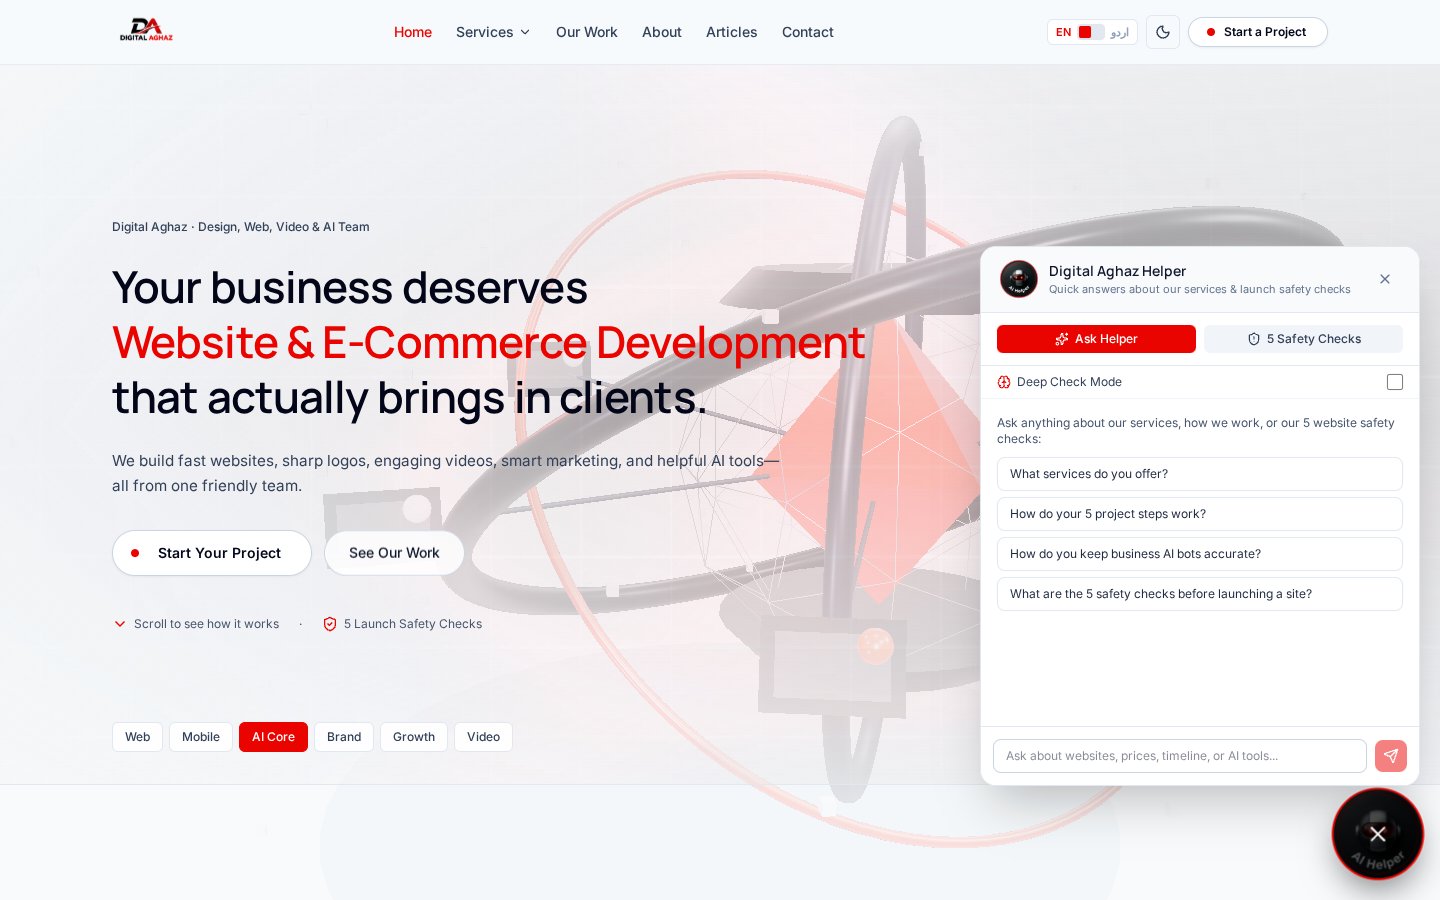 DA
DIGITAL AGHAZ
Home
Services
Our Work
About
Articles
Contact
EN
اردو
Start a Project
Digital Aghaz · Design, Web, Video & AI Team
Your business deserves
Website & E-Commerce Development
that actually brings in clients.
We build fast websites, sharp logos, engaging videos, smart marketing, and helpful AI tools—
all from one friendly team.
Start Your Project
See Our Work
Scroll to see how it works
·
5 Launch Safety Checks
Web
Mobile
AI Core
Brand
Growth
Video
AI Helper
Digital Aghaz Helper
Quick answers about our services & launch safety checks
Ask Helper
5 Safety Checks
Deep Check Mode
Ask anything about our services, how we work, or our 5 website safety
checks:
What services do you offer?
How do your 5 project steps work?
How do you keep business AI bots accurate?
What are the 5 safety checks before launching a site?
Ask about websites, prices, timeline, or AI tools...
AI Helper